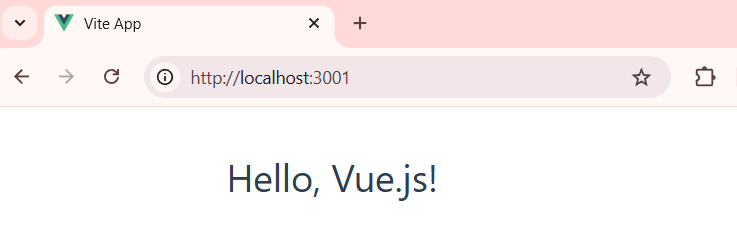 Vite App
http://localhost:3001
Hello, Vue.js!